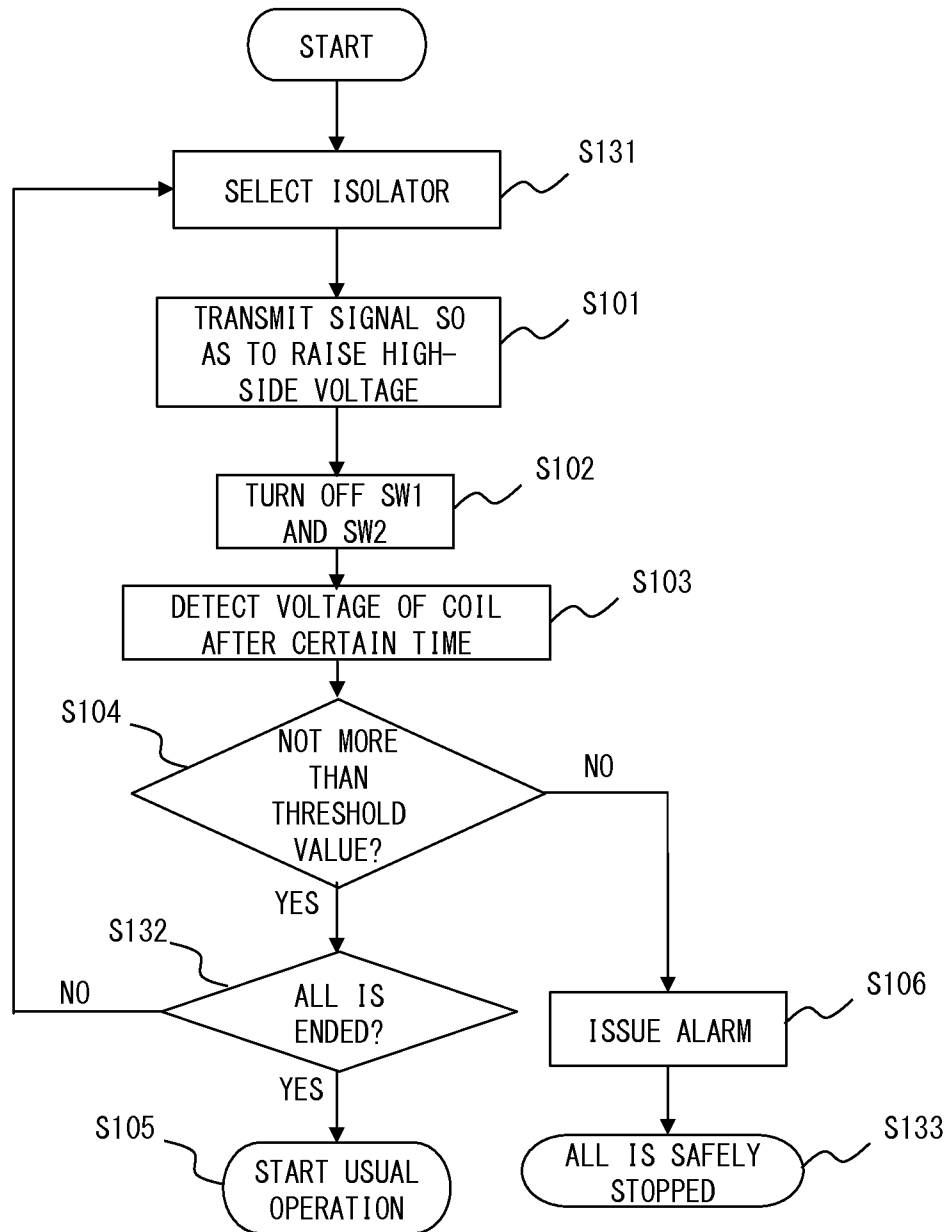 START
S131
SELECT ISOLATOR
S101
TRANSMIT SIGNAL SO
AS TO RAISE HIGH-
SIDE VOLTAGE
S102
TURN OFF SW1
AND SW2
S103
DETECT VOLTAGE OF COIL
AFTER CERTAIN TIME
S104
NOT MORE
THAN
THRESHOLD
VALUE?
NO
YES
S132
ALL IS
ENDED?
NO
YES
S106
ISSUE ALARM
S105
START USUAL
OPERATION
S133
ALL IS SAFELY
STOPPED